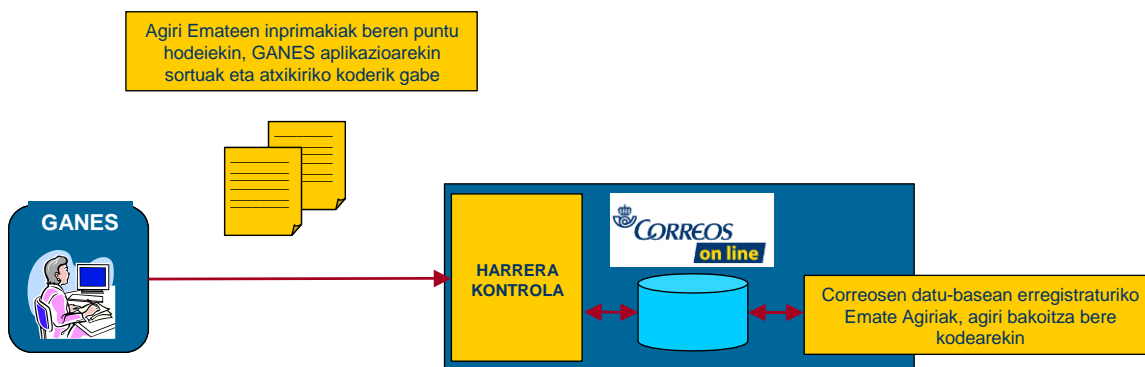 Agiri Emateen inprimakiak beren puntu
hodeiekin, GANES aplikazioarekin
sortuak eta atxikiriko koderik gabe
GANES
CORREOS
on line
HARRERA
KONTROLA
Correosen datu-basean erregistraturiko
Emate Agiriak, agiri bakoitza bere
kodearekin